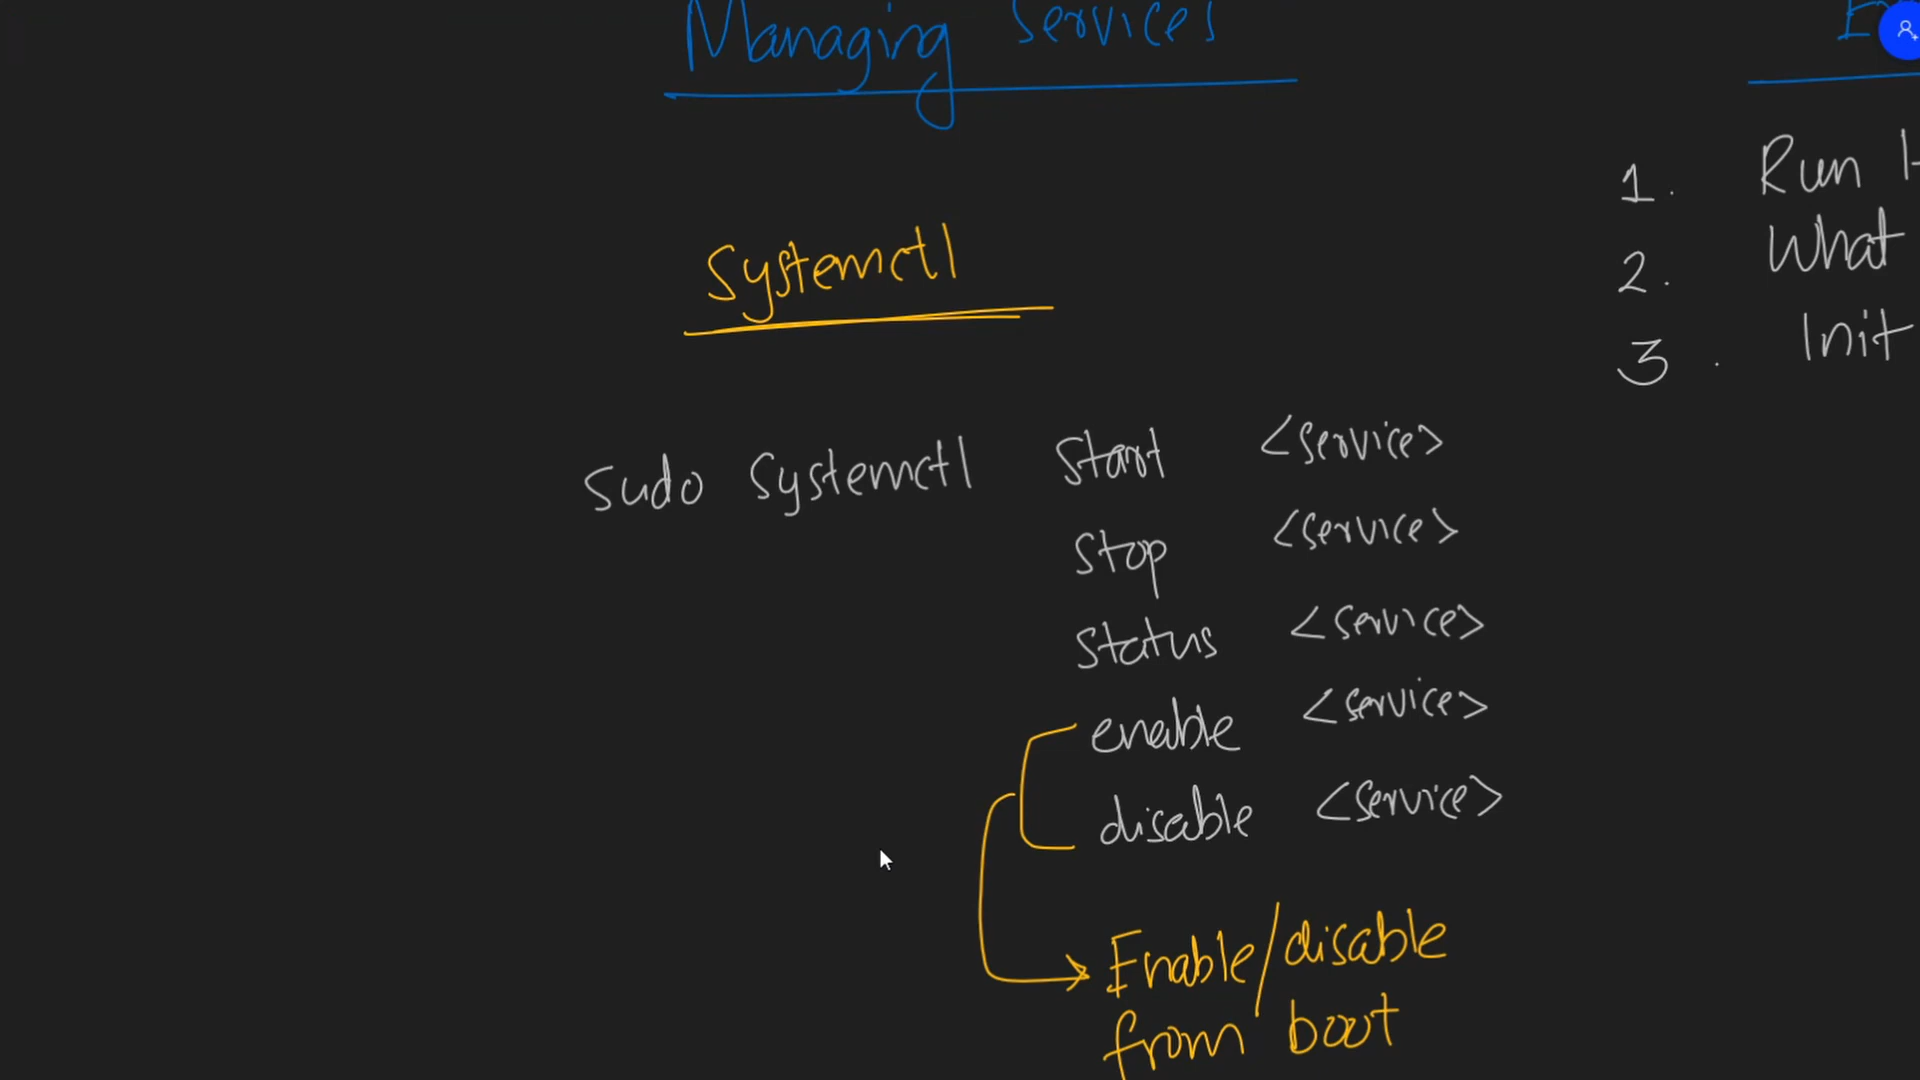 Managing Services
Systemctl
sudo systemctl start <service>
stop <service>
status <service>
enable <service>
disable <service>
Enable/disable
from boot
1. Run
2. What
3. Init